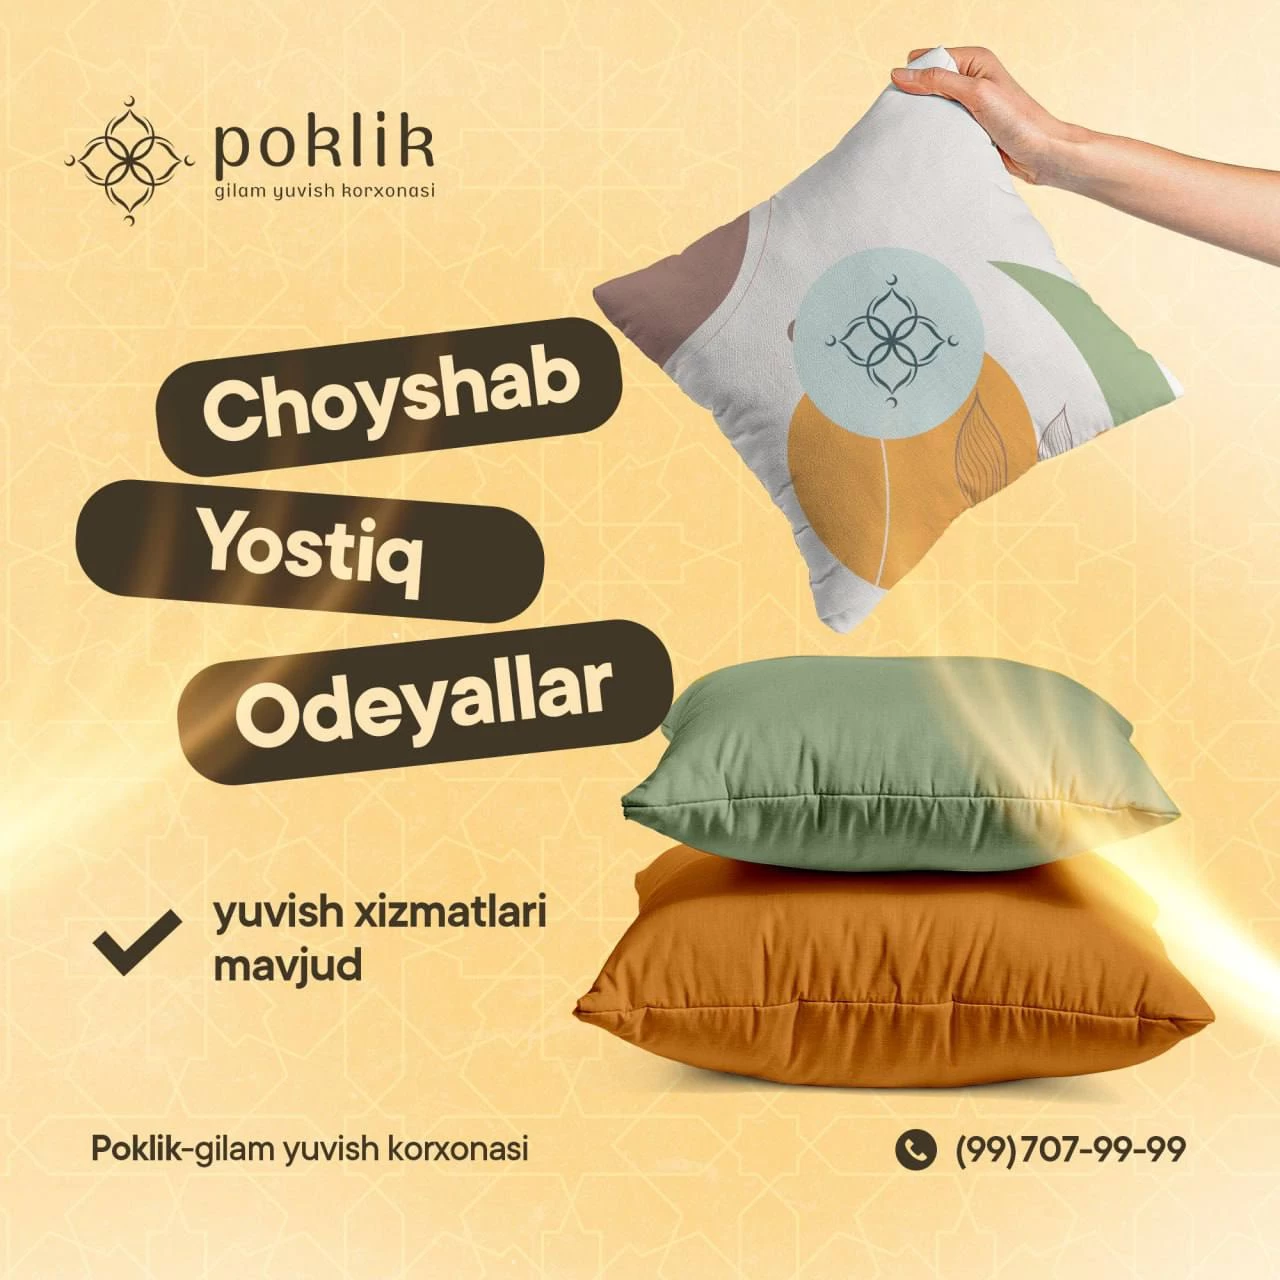 poklik
gilam yuvish korxonasi
Choyshab
Yostiq
Odeyallar
yuvish xizmatlari
mavjud
Poklik-gilam yuvish korxonasi
(99)707-99-99